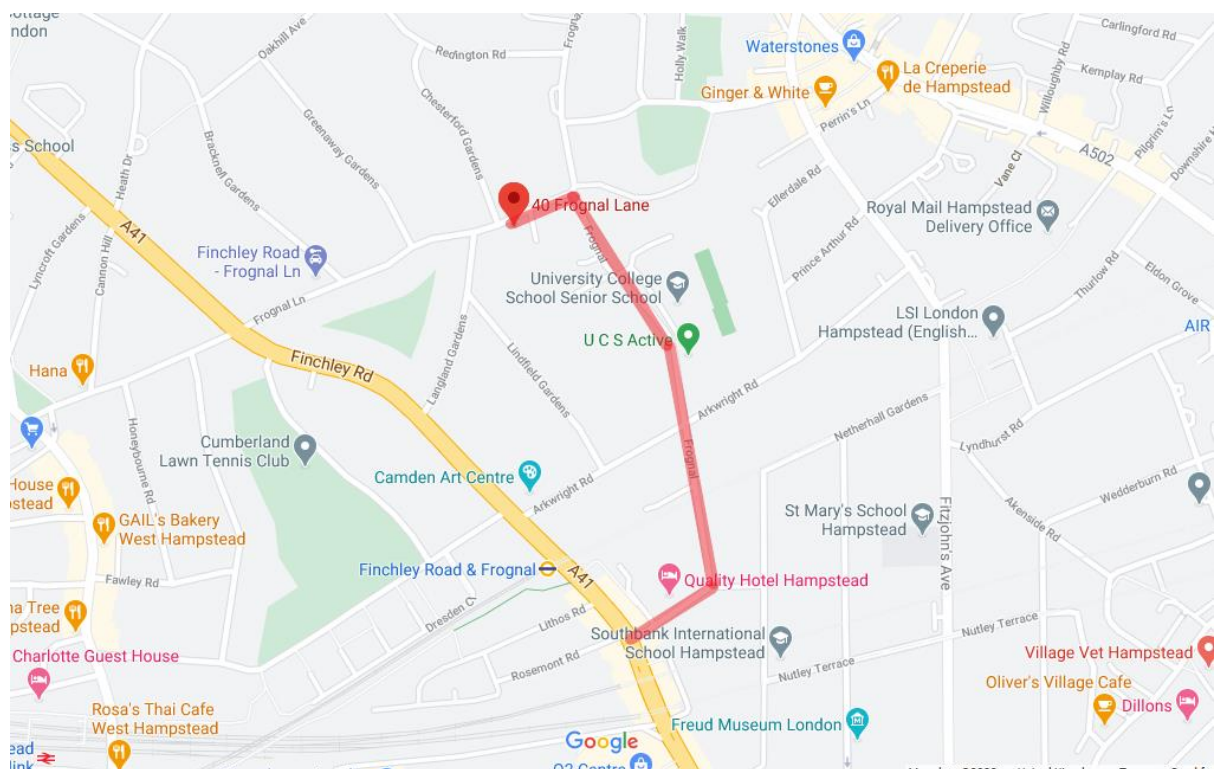 ottage
ndon
Oakhill Ave
Redington Rd
Frogna
Holly Walk
Waterstones
Carlingford Rd
Willoughby Rd
Kemplay Rd
La Creperie
de Hampstead
Ginger & White
Perrin's Ln
Chesterford Gardens
Greenaway Gardens
Bracknell Gardens
Heath Dr
ss School
A41
A502
Pilgrim's Ln
Downshire H
Vane Cl
Ellerdale Rd
40 Frognal Lane
Royal Mail Hampstead
Delivery Office
Lyncroft Gardens
Cannon Hill
Finchley Road
- Frognal Ln
Frognal
Prince Arthur Rd
Thurlow Rd
Eldon Grove
University College
School Senior School
Frognal Ln
LSI London
Hampstead (English...
AIR
U C S Active
Hana
Finchley Rd
Langland Gardens
Lindfield Gardens
Arkwright Rd
Netherhall Gardens
Lyndhurst Rd
Honeybourne Rd
Cumberland
Lawn Tennis Club
Frognal
Camden Art Centre
Arkwright Rd
Wedderburn Rd
House
pstead
GAIL's Bakery
West Hampstead
St Mary's School
Hampstead
Fitzjohn's Ave
Akenside Rd
Finchley Road & Frognal
A41
Quality Hotel Hampstead
Fawley Rd
na Tree
pstead
Dresden Cl
Lithos Rd
Southbank International
School Hampstead
Nutley Terrace
Charlotte Guest House
Rosemont Rd
Nutley Terrace
Village Vet Hampstead
Oliver's Village Cafe
Dillons
Rosa's Thai Cafe
West Hampstead
Freud Museum London
Google
ead
link
O2 Centre